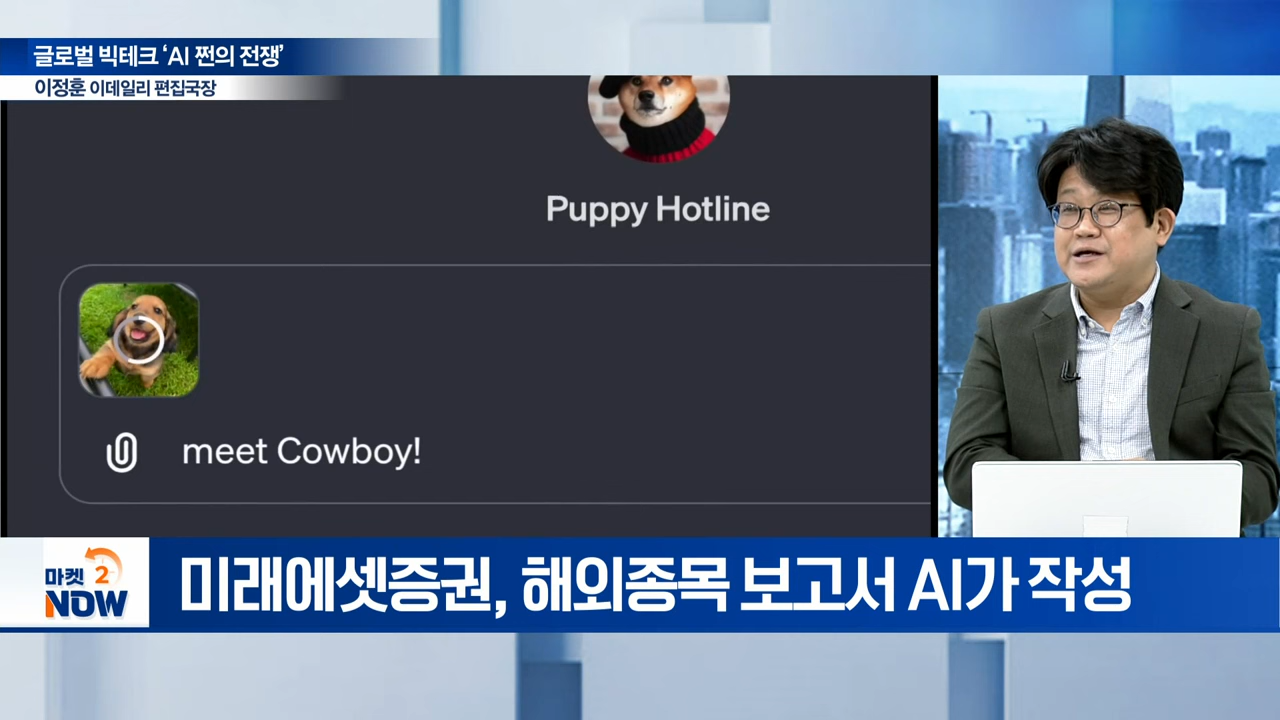 글로벌 빅테크 ‘AI 쩐의 전쟁’
이정훈 이데일리 편집국장
Puppy Hotline
meet Cowboy!
마켓 2
NOW
미래에셋증권, 해외종목 보고서 AI가 작성